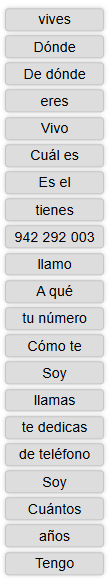 vives
Dónde
De dónde
eres
Vivo
Cuál es
Es el
tienes
942 292 003
llamo
A qué
tu número
Cómo te
Soy
llamas
te dedicas
de teléfono
Soy
Cuántos
años
Tengo